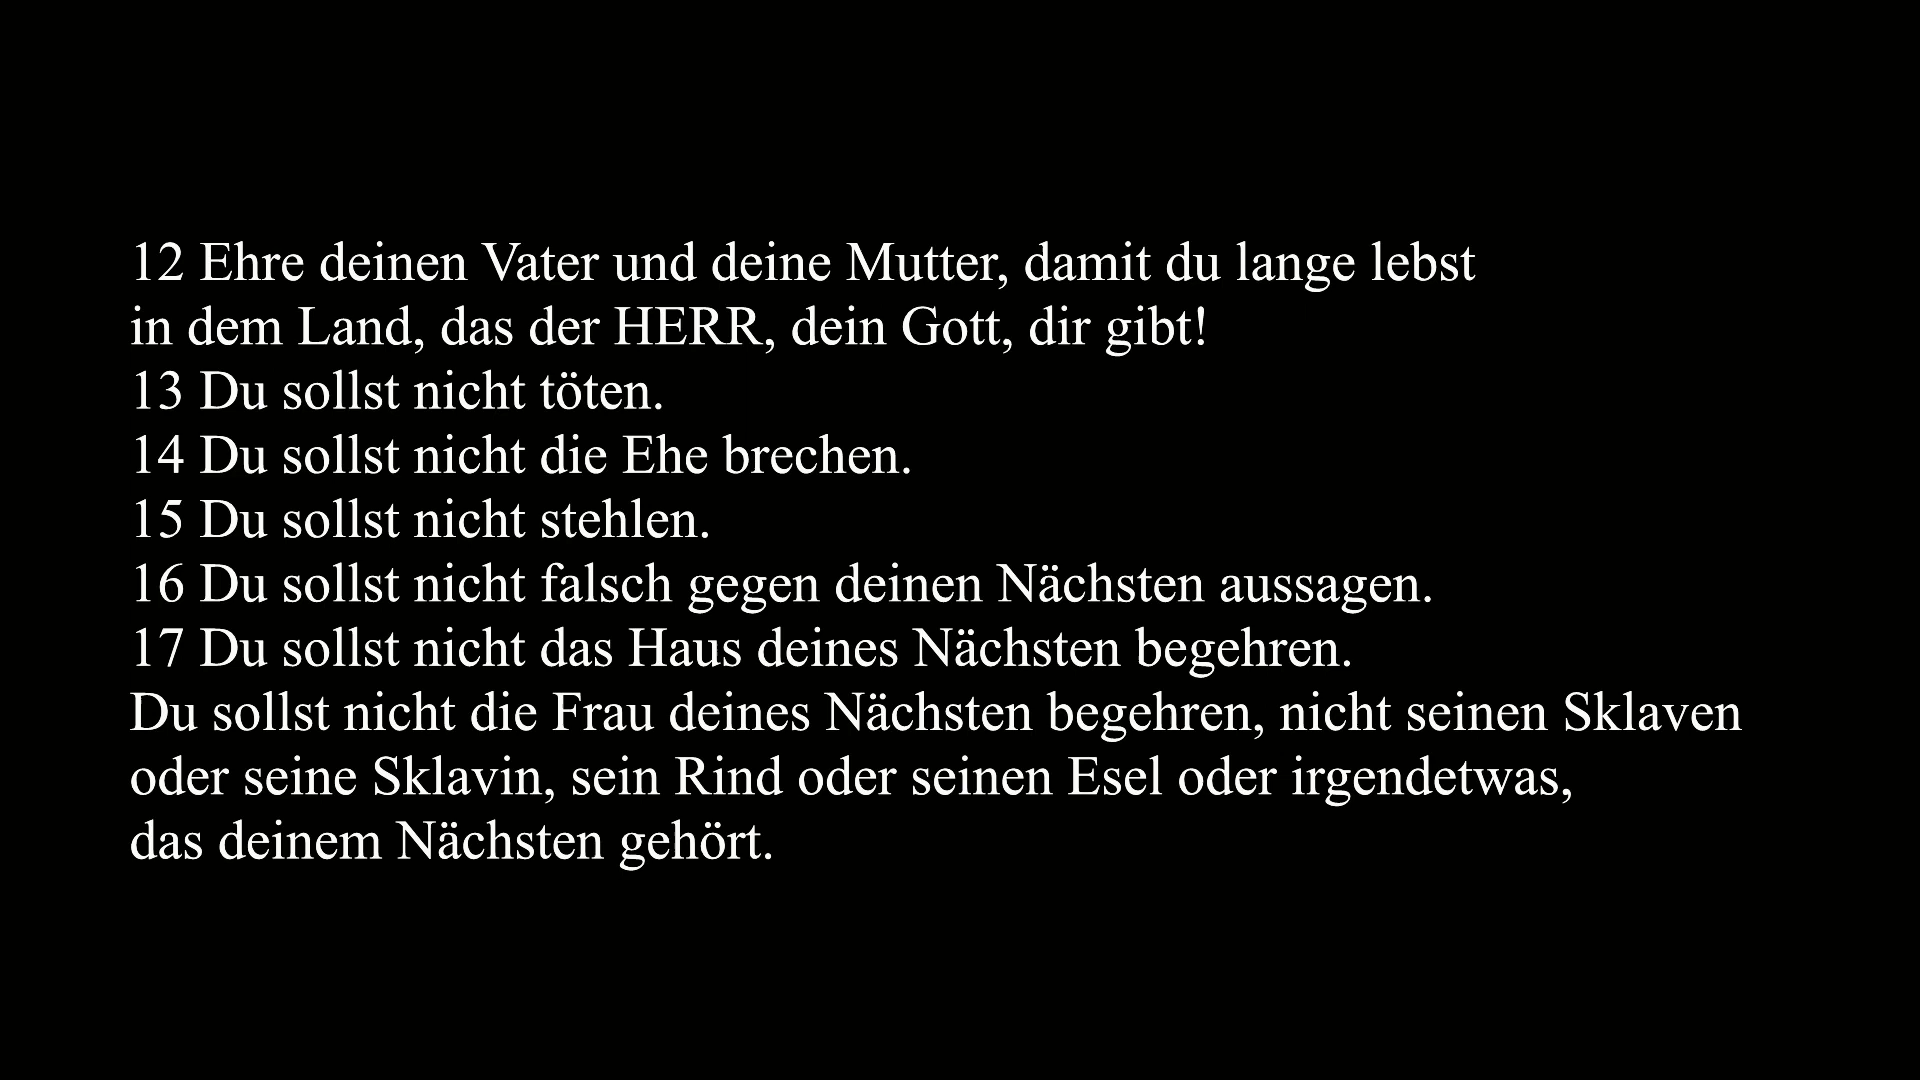 12 Ehre deinen Vater und deine Mutter, damit du lange lebst
in dem Land, das der HERR, dein Gott, dir gibt!
13 Du sollst nicht töten.
14 Du sollst nicht die Ehe brechen.
15 Du sollst nicht stehlen.
16 Du sollst nicht falsch gegen deinen Nächsten aussagen.
17 Du sollst nicht das Haus deines Nächsten begehren.
Du sollst nicht die Frau deines Nächsten begehren, nicht seinen Sklaven
oder seine Sklavin, sein Rind oder seinen Esel oder irgendetwas,
das deinem Nächsten gehört.